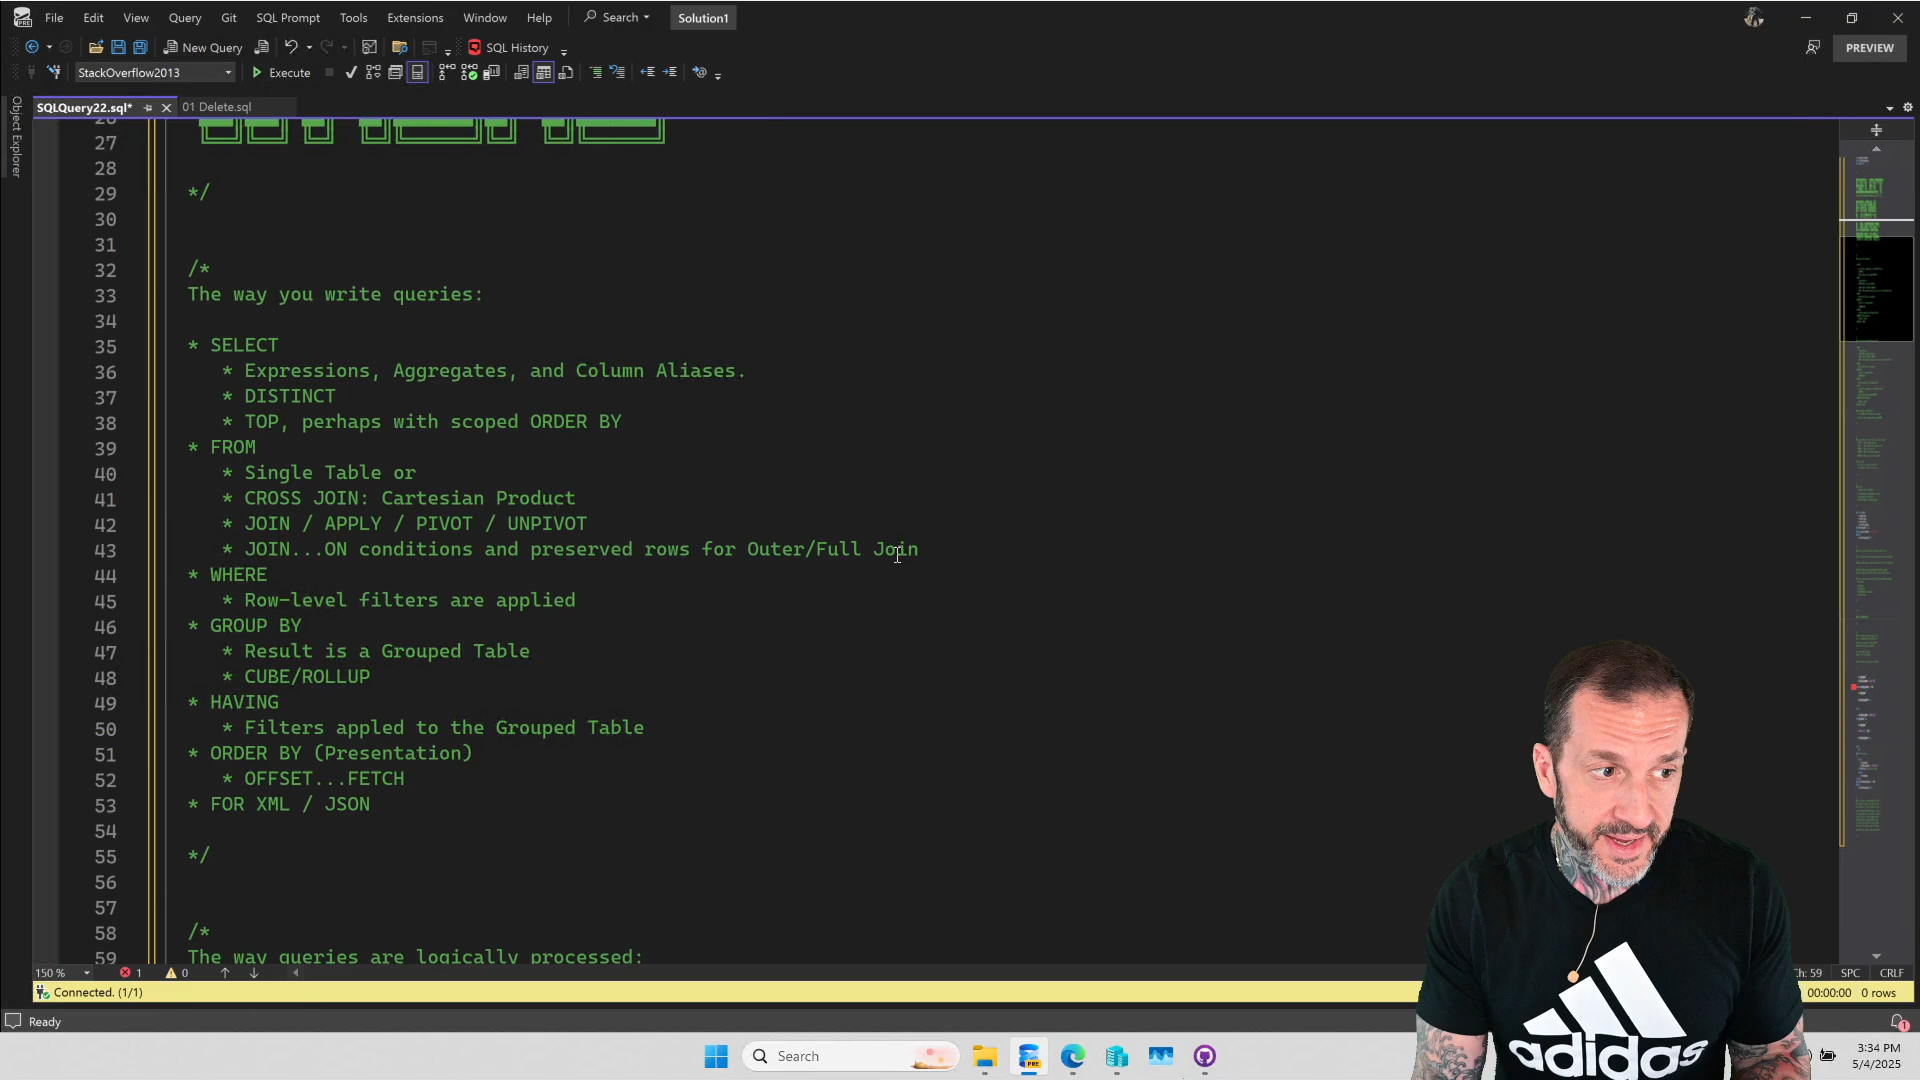 File Edit View Query Git SQL Prompt Tools Extensions Window Help Search Solution1
New Query SQL History PREVIEW
StackOverflow2013 Execute
SQLQuery22.sql* 01 Delete.sql
Object Explorer
27
28
29 */
30
31
32 /*
33 The way you write queries:
34
35 * SELECT
36 * Expressions, Aggregates, and Column Aliases.
37 * DISTINCT
38 * TOP, perhaps with scoped ORDER BY
39 * FROM
40 * Single Table or
41 * CROSS JOIN: Cartesian Product
42 * JOIN / APPLY / PIVOT / UNPIVOT
43 * JOIN...ON conditions and preserved rows for Outer/Full Join
44 * WHERE
45 * Row-level filters are applied
46 * GROUP BY
47 * Result is a Grouped Table
48 * CUBE/ROLLUP
49 * HAVING
50 * Filters appled to the Grouped Table
51 * ORDER BY (Presentation)
52 * OFFSET...FETCH
53 * FOR XML / JSON
54
55 */
56
57
58 /*
59 The way queries are logically processed:
150 % 1 0 Ch: 59 SPC CRLF
Connected. (1/1) 00:00:00 0 rows
Ready
Search
3:34 PM
5/4/2025
adidas